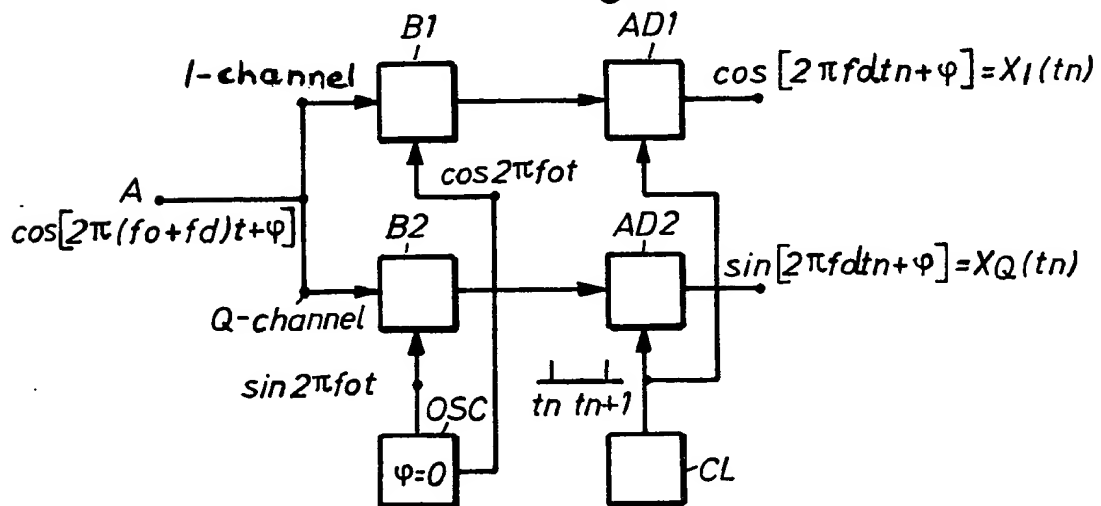 B1
AD1
I-channel
cos [2πfdtn+φ]=XI(tn)
cos2πfot
A
cos[2π(fo+fd)t+φ]
B2
AD2
sin[2πfdtn+φ]=XQ(tn)
Q-channel
sin2πfot
tn tn+1
OSC
φ=0
CL